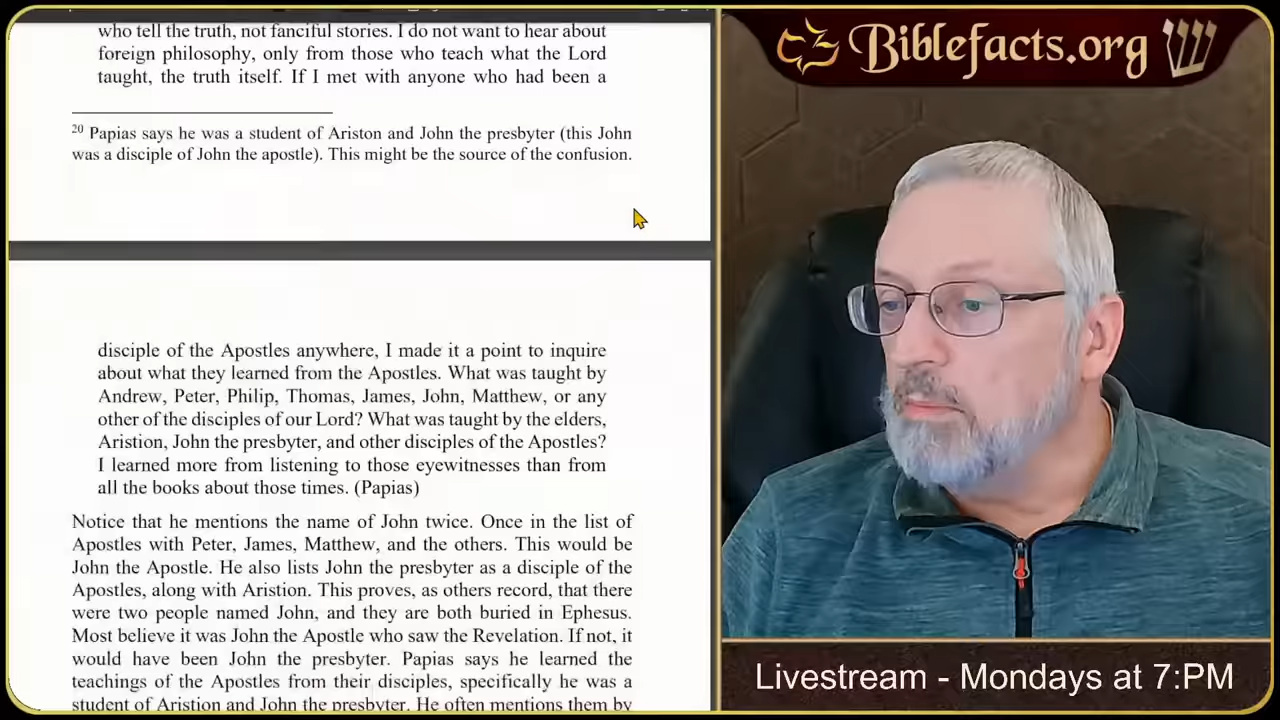 who tell the truth, not fanciful stories. I do not want to hear about
foreign philosophy, only from those who teach what the Lord
taught, the truth itself. If I met with anyone who had been a
20 Papias says he was a student of Ariston and John the presbyter (this John
was a disciple of John the apostle). This might be the source of the confusion.
disciple of the Apostles anywhere, I made it a point to inquire
about what they learned from the Apostles. What was taught by
Andrew, Peter, Philip, Thomas, James, John, Matthew, or any
other of the disciples of our Lord? What was taught by the elders,
Aristion, John the presbyter, and other disciples of the Apostles?
I learned more from listening to those eyewitnesses than from
all the books about those times. (Papias)
Notice that he mentions the name of John twice. Once in the list of
Apostles with Peter, James, Matthew, and the others. This would be
John the Apostle. He also lists John the presbyter as a disciple of the
Apostles, along with Aristion. This proves, as others record, that there
were two people named John, and they are both buried in Ephesus.
Most believe it was John the Apostle who saw the Revelation. If not, it
would have been John the presbyter. Papias says he learned the
teachings of the Apostles from their disciples, specifically he was a
student of Aristion and John the presbyter. He often mentions them by
Biblefacts.org
Livestream - Mondays at 7:PM